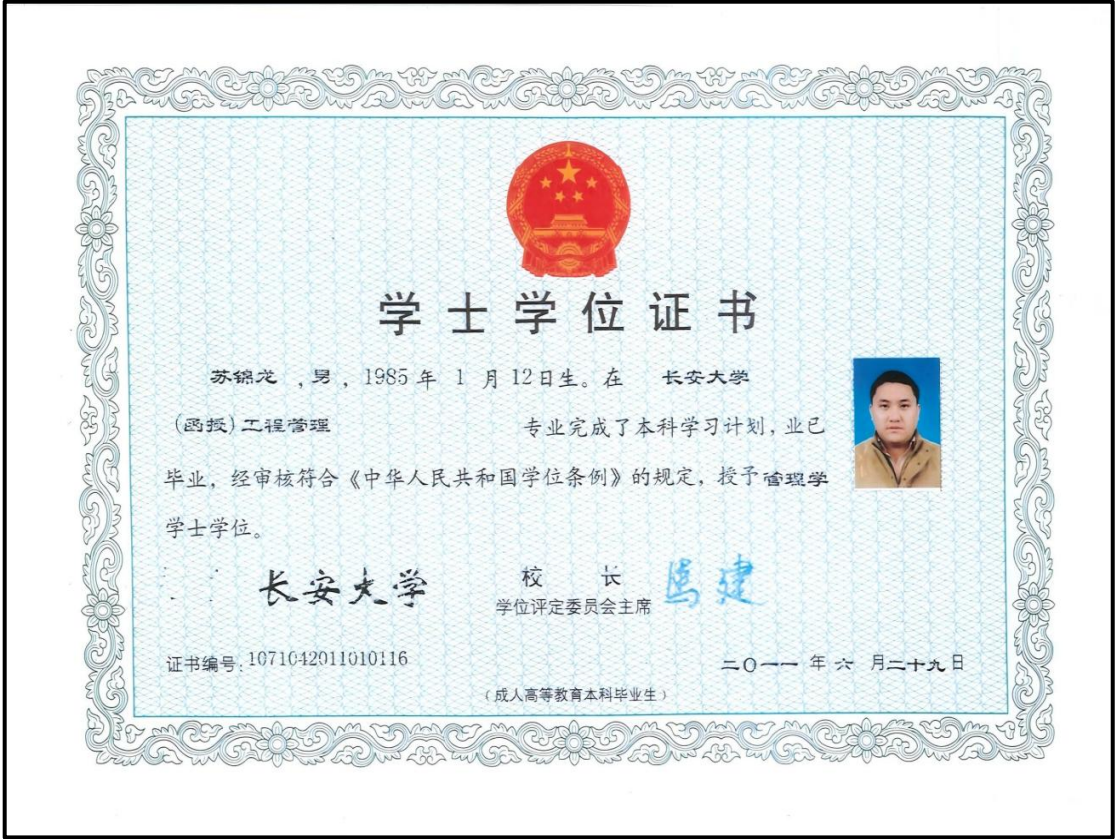 学士学位证书
苏锦龙 ,男, 1985年 1 月12日生。在 长安大学
(函授)工程管理 专业完成了本科学习计划,业已
毕业,经审核符合《中华人民共和国学位条例》的规定,授予管理学
学士学位。
长安大学 校 长 马建
学位评定委员会主席
证书编号:1071042011010116 二〇一一 年 六 月二十九日
(成人高等教育本科毕业生)